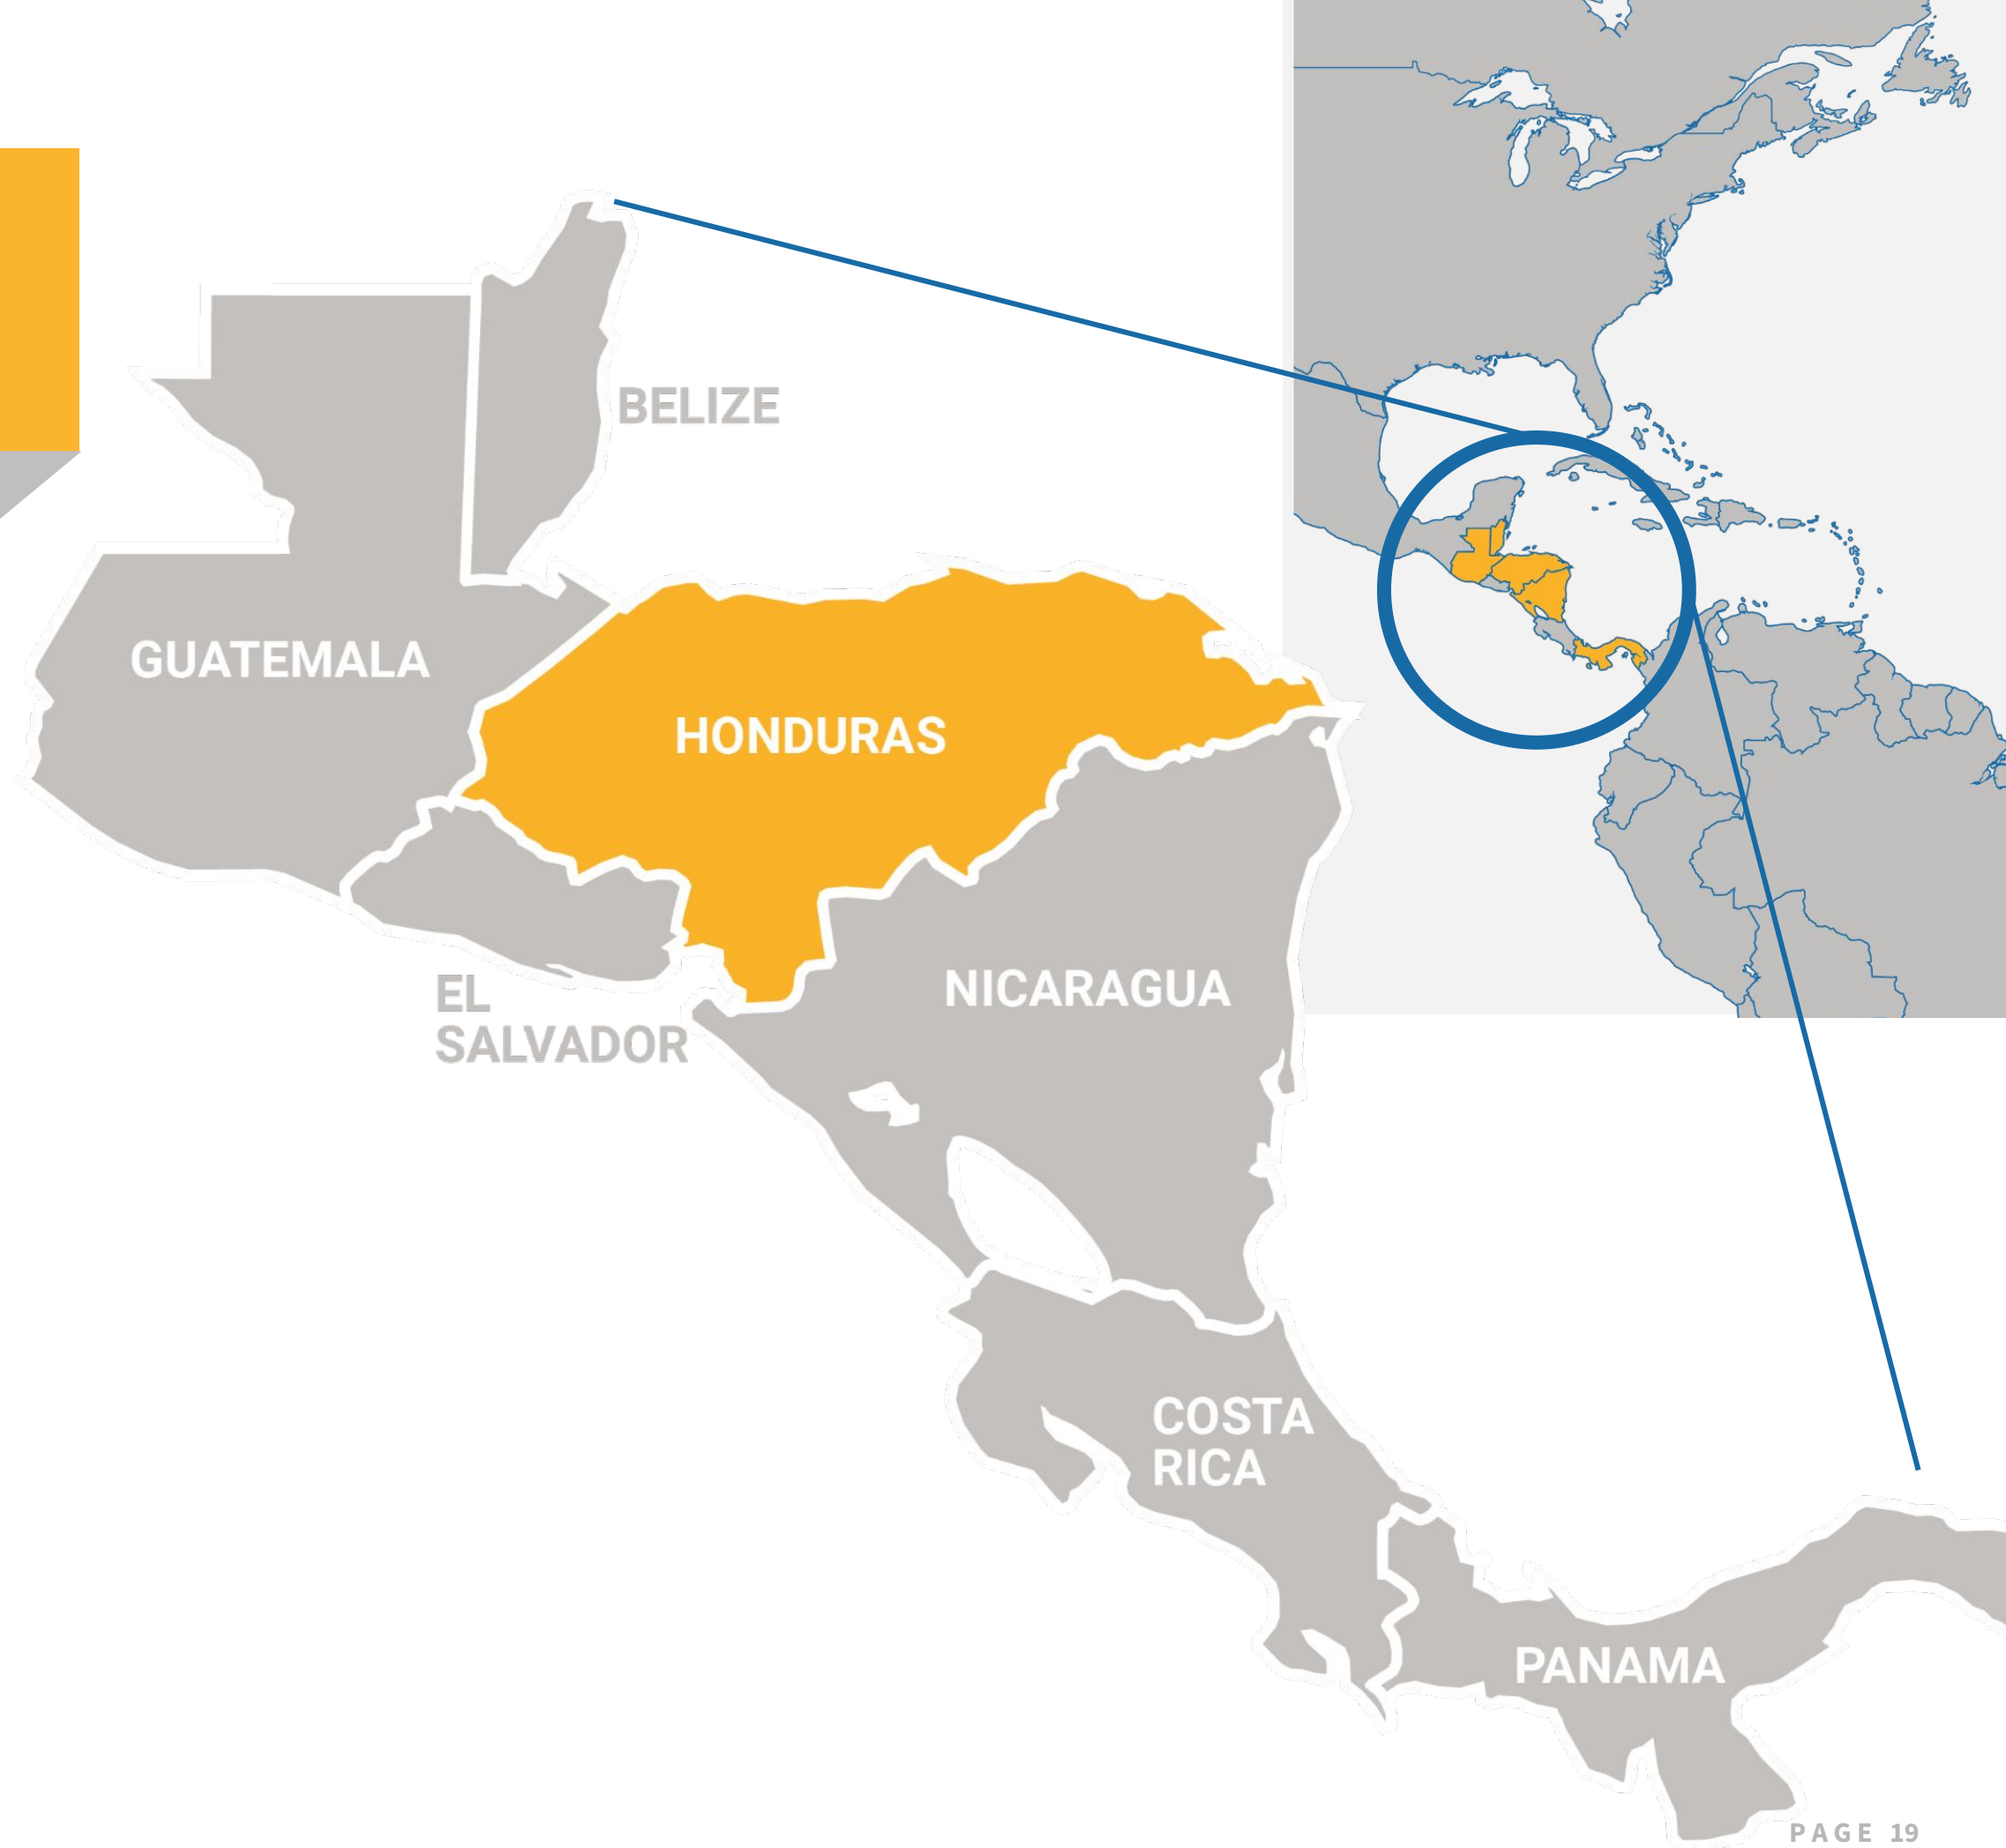 BELIZE
GUATEMALA
HONDURAS
EL
SALVADOR
NICARAGUA
COSTA
RICA
PANAMA
PAGE 19